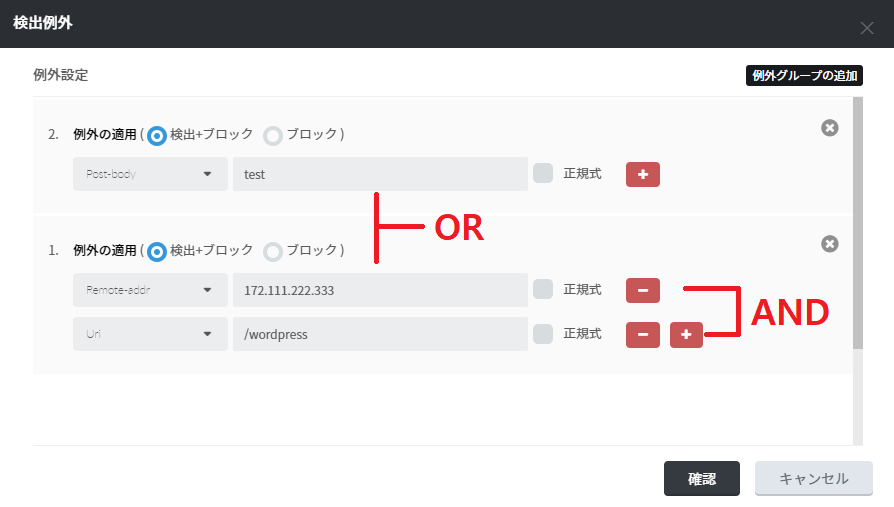 検出例外
例外設定
例外グループの追加
2. 例外の適用 ( 検出+ブロック ブロック )
Post-body test 正規式
OR
1. 例外の適用 ( 検出+ブロック ブロック )
Remote-addr 172.111.222.333 正規式
AND
Uri /wordpress 正規式
確認 キャンセル